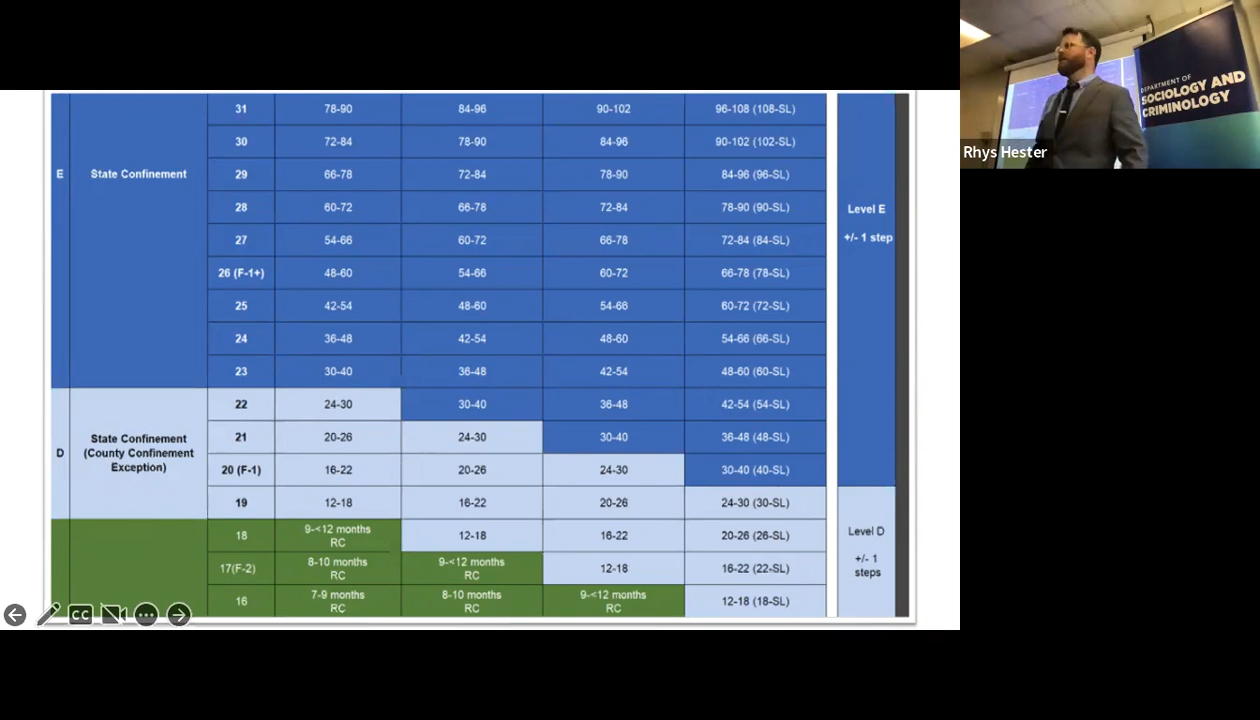 31 78-90 84-96 90-102 96-108 (108-SL)
30 72-84 78-90 84-96 90-102 (102-SL)
E State Confinement 29 66-78 72-84 78-90 84-96 (96-SL)
28 60-72 66-78 72-84 78-90 (90-SL)
Level E
27 54-66 60-72 66-78 72-84 (84-SL)
+/- 1 step
26 (F-1+) 48-60 54-66 60-72 66-78 (78-SL)
25 42-54 48-60 54-66 60-72 (72-SL)
24 36-48 42-54 48-60 54-66 (66-SL)
23 30-40 36-48 42-54 48-60 (60-SL)
22 24-30 30-40 36-48 42-54 (54-SL)
D
State Confinement
(County Confinement
Exception)
21 20-26 24-30 30-40 36-48 (48-SL)
20 (F-1) 16-22 20-26 24-30 30-40 (40-SL)
19 12-18 16-22 20-26 24-30 (30-SL)
18
9-<12 months
RC
12-18 16-22 20-26 (26-SL)
Level D
+/- 1
steps
17(F-2)
8-10 months
RC
9-<12 months
RC
12-18 16-22 (22-SL)
16
7-9 months
RC
8-10 months
RC
9-<12 months
RC
12-18 (18-SL)
CC
DEPARTMENT OF
SOCIOLOGY AND
CRIMINOLOGY
Rhys Hester